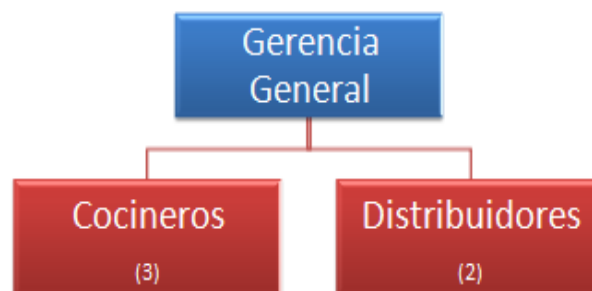 Gerencia
General
Cocineros
(3)
Distribuidores
(2)